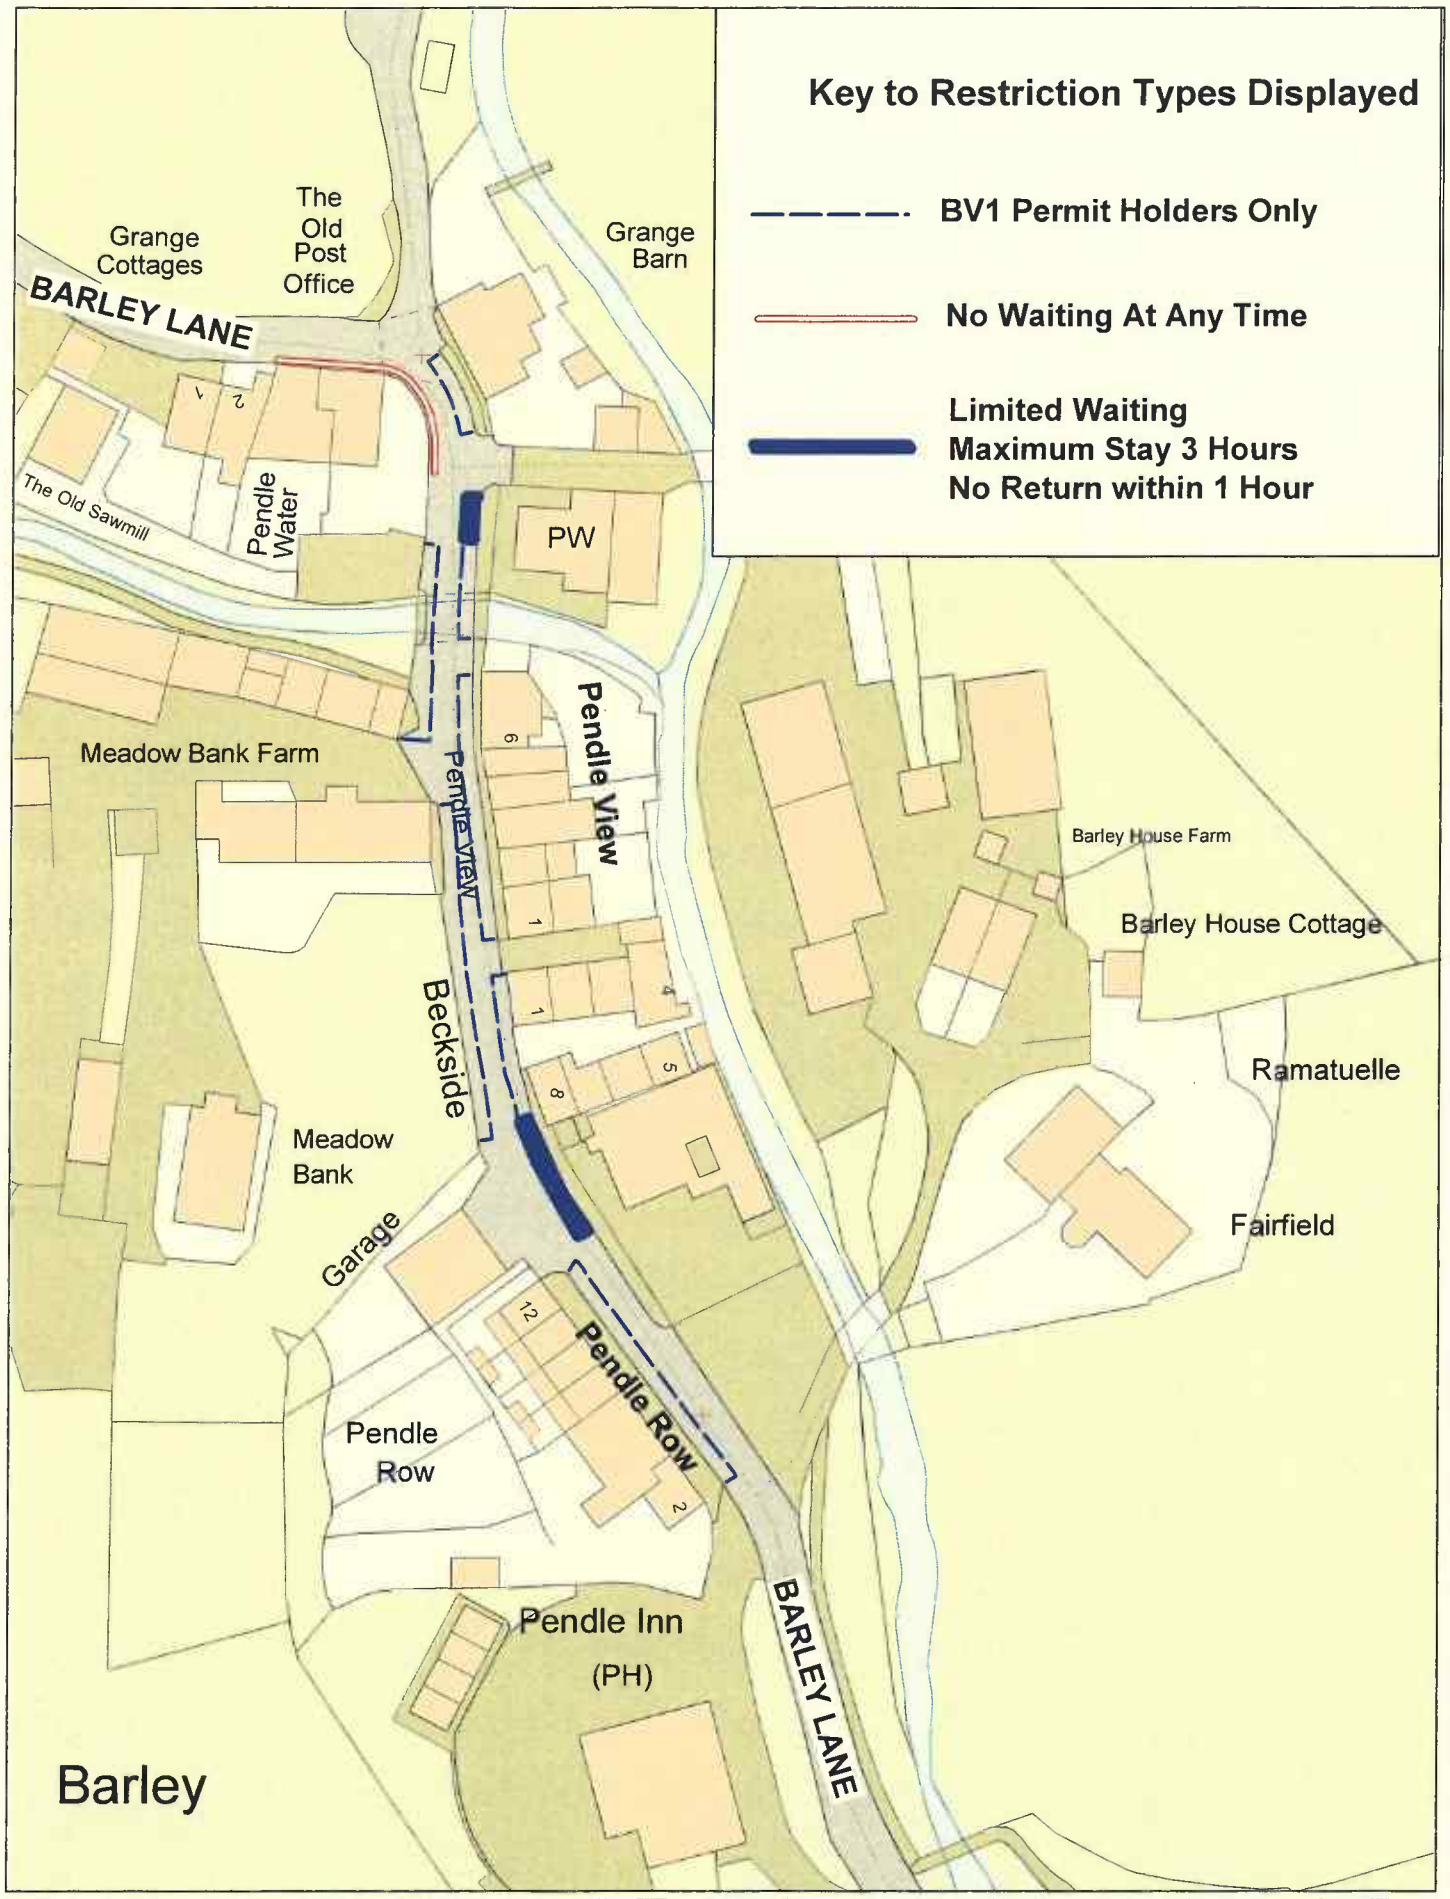 Key to Restriction Types Displayed
BV1 Permit Holders Only
No Waiting At Any Time
Limited Waiting
Maximum Stay 3 Hours
No Return within 1 Hour
The
Old
Post
Office
Grange
Cottages
Grange
Barn
BARLEY LANE
1
2
The Old Sawmill
Pendle
Water
PW
Meadow Bank Farm
6
Pendle View
Pendle View
Barley House Farm
1
Barley House Cottage
Beckside
1
4
5
8
Ramatuelle
Meadow
Bank
Fairfield
Garage
12
Pendle Row
Pendle
Row
2
Pendle Inn
(PH)
BARLEY LANE
Barley